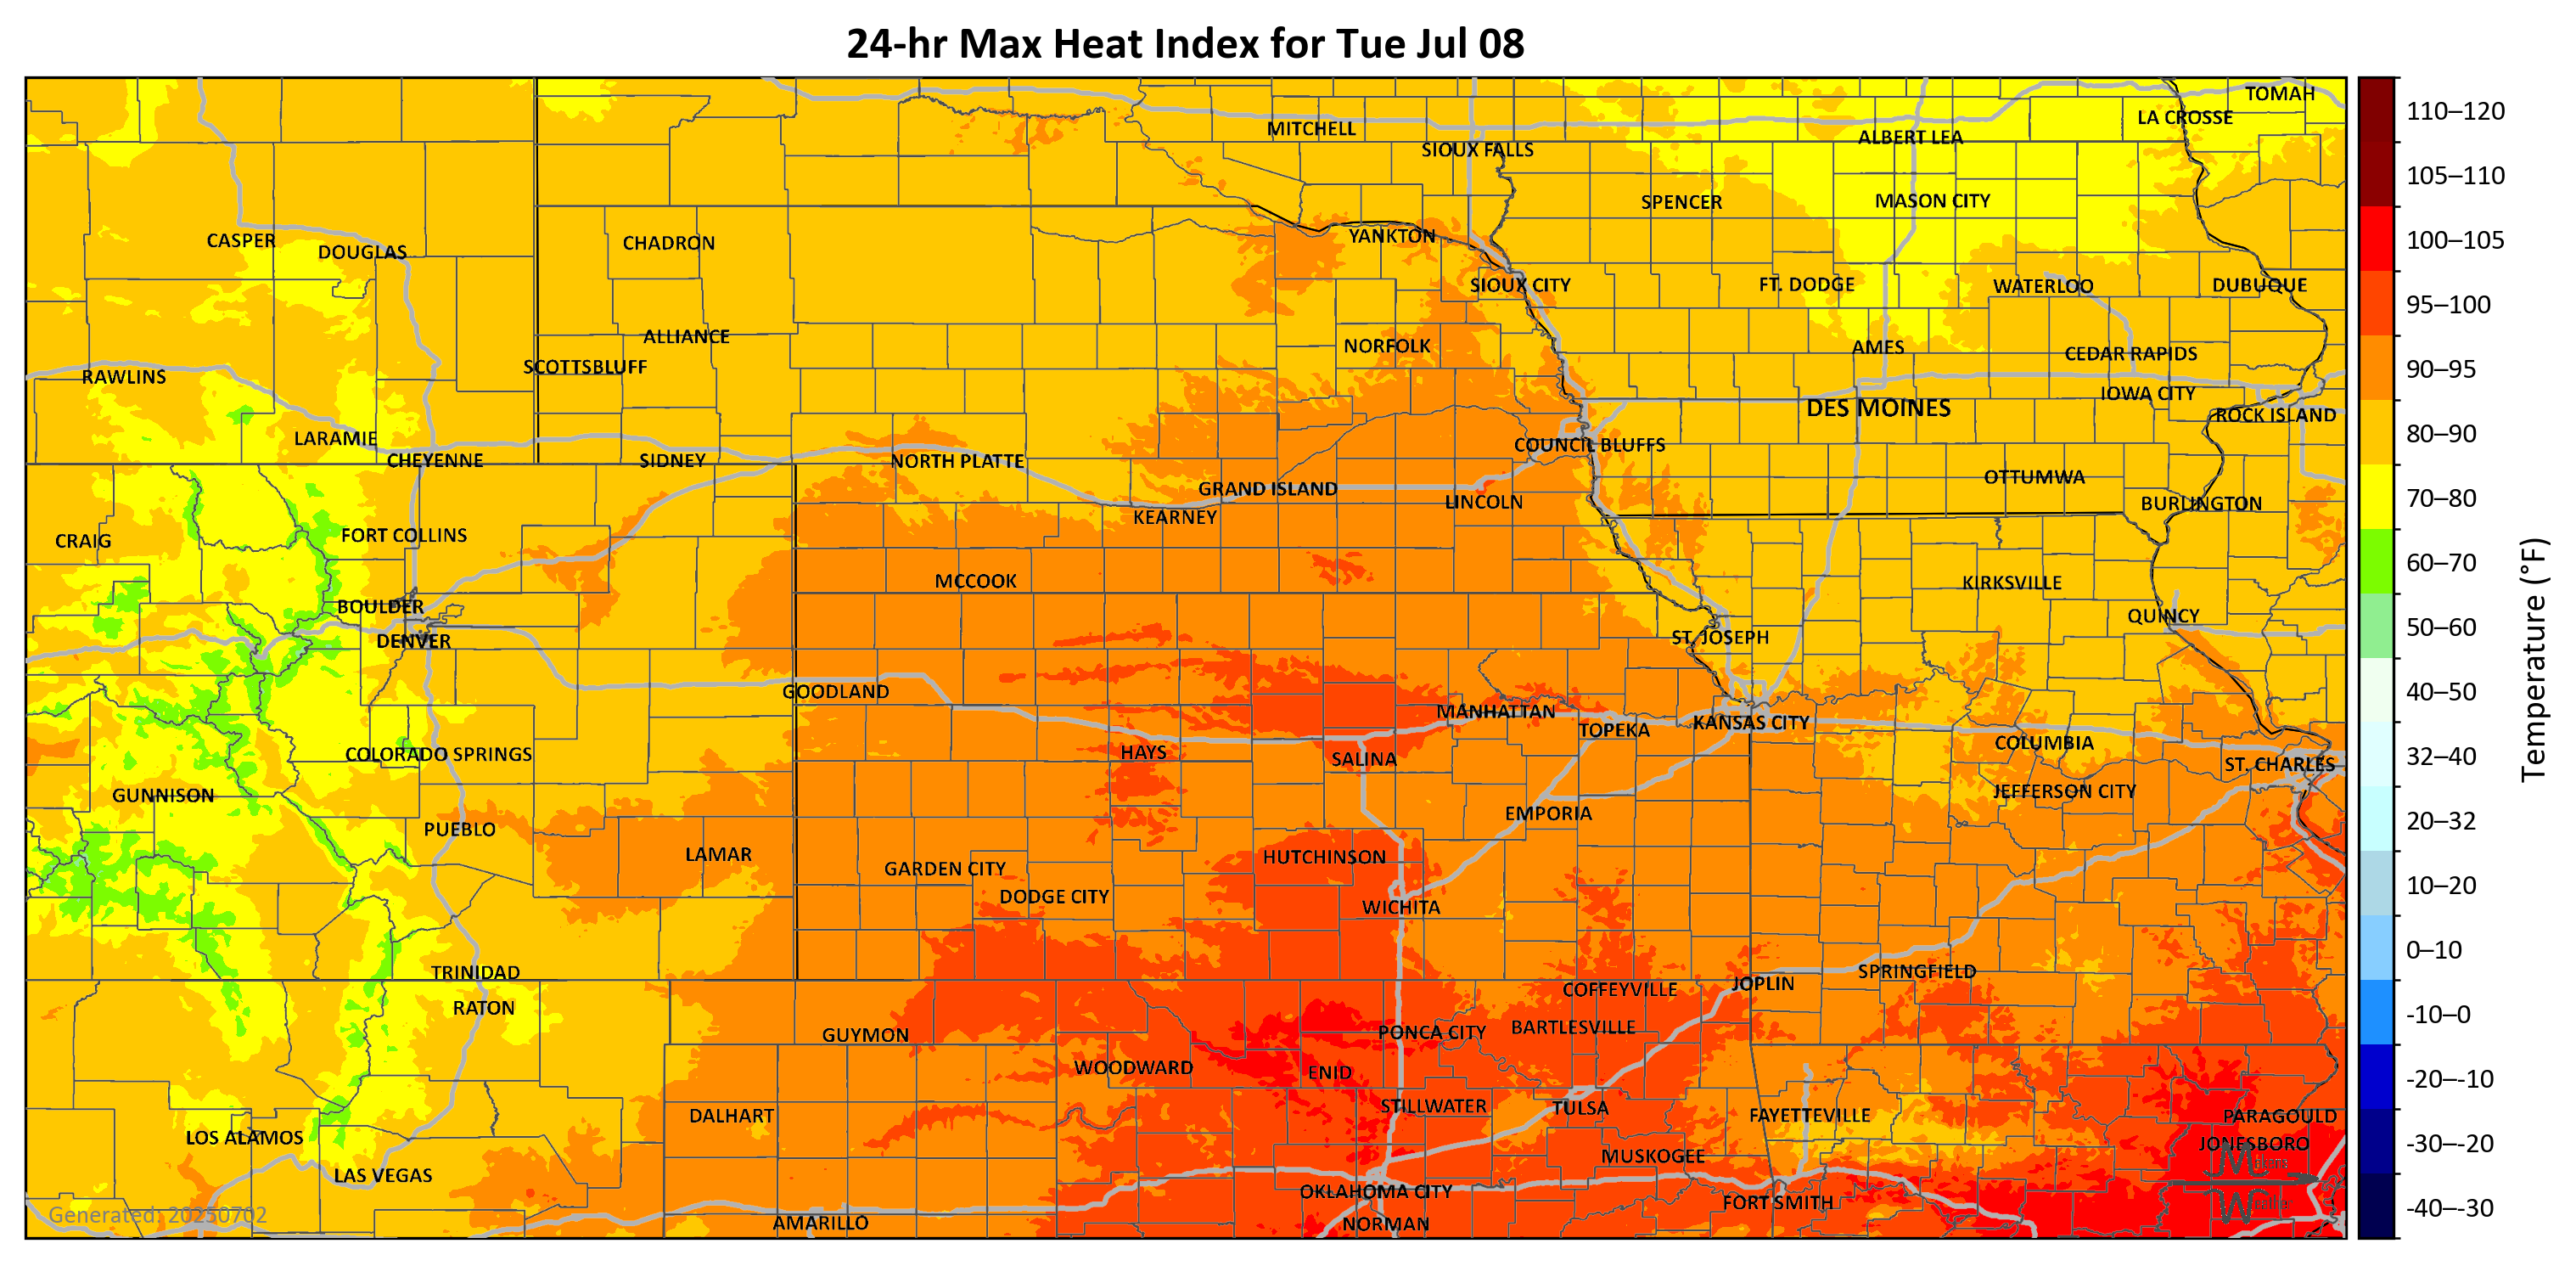 24-hr Max Heat Index for Tue Jul 08
TOMAH
LA CROSSE
MITCHELL
ALBERT LEA
SIOUX FALLS
SPENCER
MASON CITY
YANKTON
CASPER
CHADRON
DOUGLAS
SIOUX CITY
FT. DODGE
WATERLOO
DUBUQUE
ALLIANCE
NORFOLK
AMES
CEDAR RAPIDS
SCOTTSBLUFF
RAWLINS
IOWA CITY
DES MOINES
ROCK ISLAND
LARAMIE
COUNCIL BLUFFS
CHEYENNE
SIDNEY
NORTH PLATTE
OTTUMWA
GRAND ISLAND
LINCOLN
BURLINGTON
KEARNEY
FORT COLLINS
CRAIG
MCCOOK
KIRKSVILLE
BOULDER
QUINCY
DENVER
ST. JOSEPH
GOODLAND
MANHATTAN
KANSAS CITY
TOPEKA
COLUMBIA
HAYS
COLORADO SPRINGS
SALINA
ST. CHARLES
GUNNISON
JEFFERSON CITY
EMPORIA
PUEBLO
LAMAR
HUTCHINSON
GARDEN CITY
DODGE CITY
WICHITA
TRINIDAD
SPRINGFIELD
JOPLIN
COFFEYVILLE
RATON
BARTLESVILLE
PONCA CITY
GUYMON
WOODWARD
ENID
STILLWATER
TULSA
DALHART
FAYETTEVILLE
PARAGOULD
LOS ALAMOS
JONESBORO
MUSKOGEE
LAS VEGAS
OKLAHOMA CITY
FORT SMITH
AMARILLO
NORMAN
Generated: 20250702
110–120
105–110
100–105
95–100
90–95
80–90
70–80
60–70
50–60
40–50
32–40
20–32
10–20
0–10
-10–0
-20–-10
-30–-20
-40–-30
Temperature (°F)